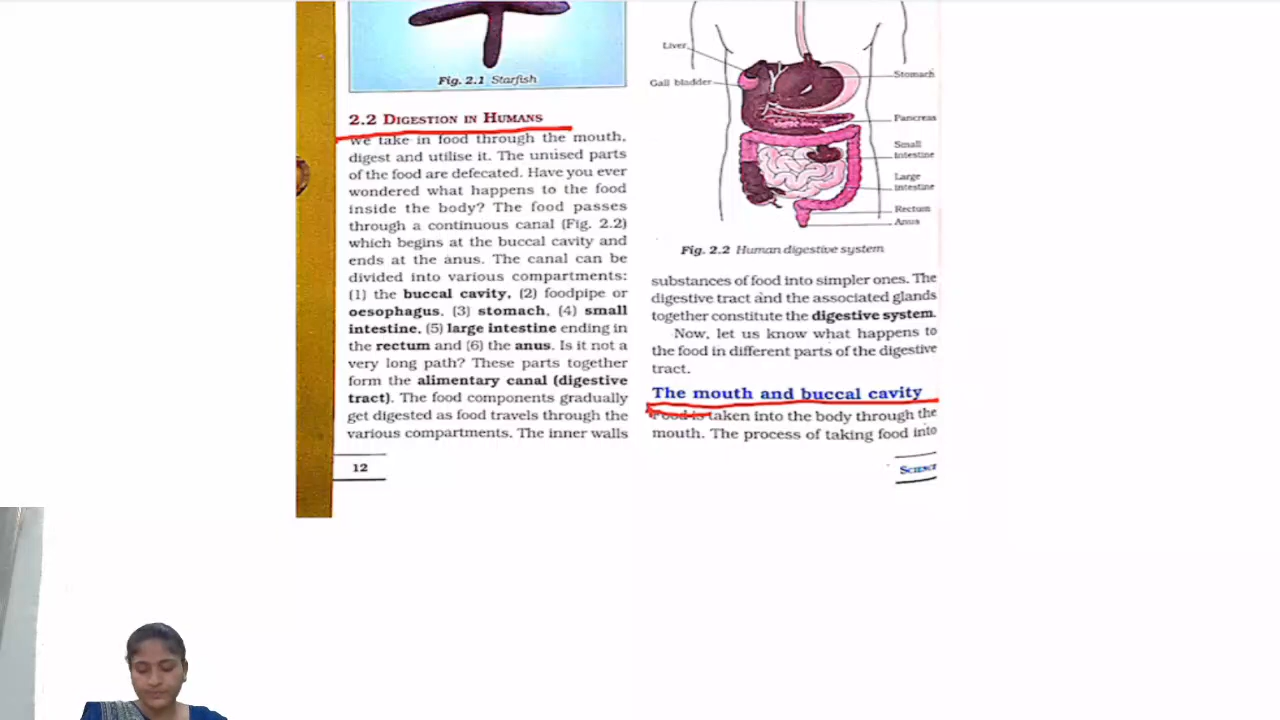 Fig. 2.1 Starfish
2.2 DIGESTION IN HUMANS
We take in food through the mouth,
digest and utilise it. The unused parts
of the food are defecated. Have you ever
wondered what happens to the food
inside the body? The food passes
through a continuous canal (Fig. 2.2)
which begins at the buccal cavity and
ends at the anus. The canal can be
divided into various compartments:
(1) the buccal cavity, (2) foodpipe or
oesophagus, (3) stomach, (4) small
intestine, (5) large intestine ending in
the rectum and (6) the anus. Is it not a
very long path? These parts together
form the alimentary canal (digestive
tract). The food components gradually
get digested as food travels through the
various compartments. The inner walls
12
Liver
Gall bladder
Stomach
Pancreas
Small
Intestine
Large
Intestine
Rectum
Anus
Fig. 2.2 Human digestive system
substances of food into simpler ones. The
digestive tract and the associated glands
together constitute the digestive system.
Now, let us know what happens to
the food in different parts of the digestive
tract.
The mouth and buccal cavity
Food is taken into the body through the
mouth. The process of taking food into
SCIENCE